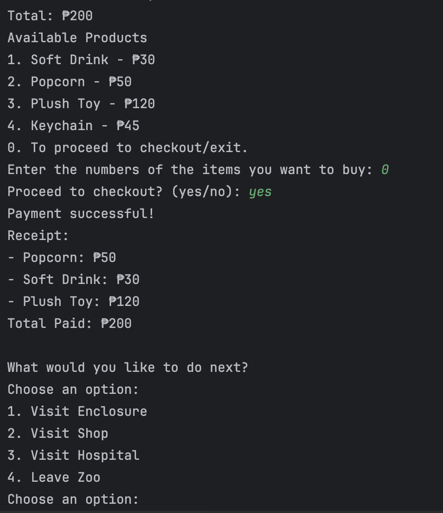 Total: ₱200
Available Products
1. Soft Drink - ₱30
2. Popcorn - ₱50
3. Plush Toy - ₱120
4. Keychain - ₱45
0. To proceed to checkout/exit.
Enter the numbers of the items you want to buy: 0
Proceed to checkout? (yes/no): yes
Payment successful!
Receipt:
- Popcorn: ₱50
- Soft Drink: ₱30
- Plush Toy: ₱120
Total Paid: ₱200
What would you like to do next?
Choose an option:
1. Visit Enclosure
2. Visit Shop
3. Visit Hospital
4. Leave Zoo
Choose an option: